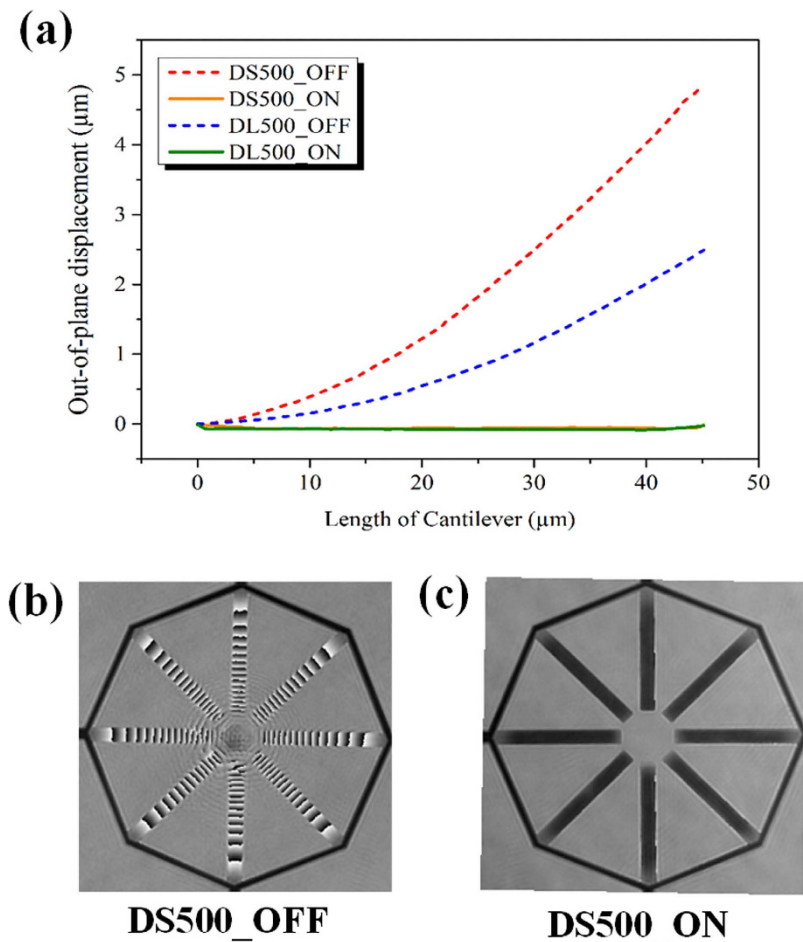 (a)
DS500_OFF
DS500_ON
DL500_OFF
DL500_ON
Out-of-plane displacement (μm)
5
4
3
2
1
0
0 10 20 30 40 50
Length of Cantilever (μm)
(b)
(c)
DS500_OFF
DS500_ON